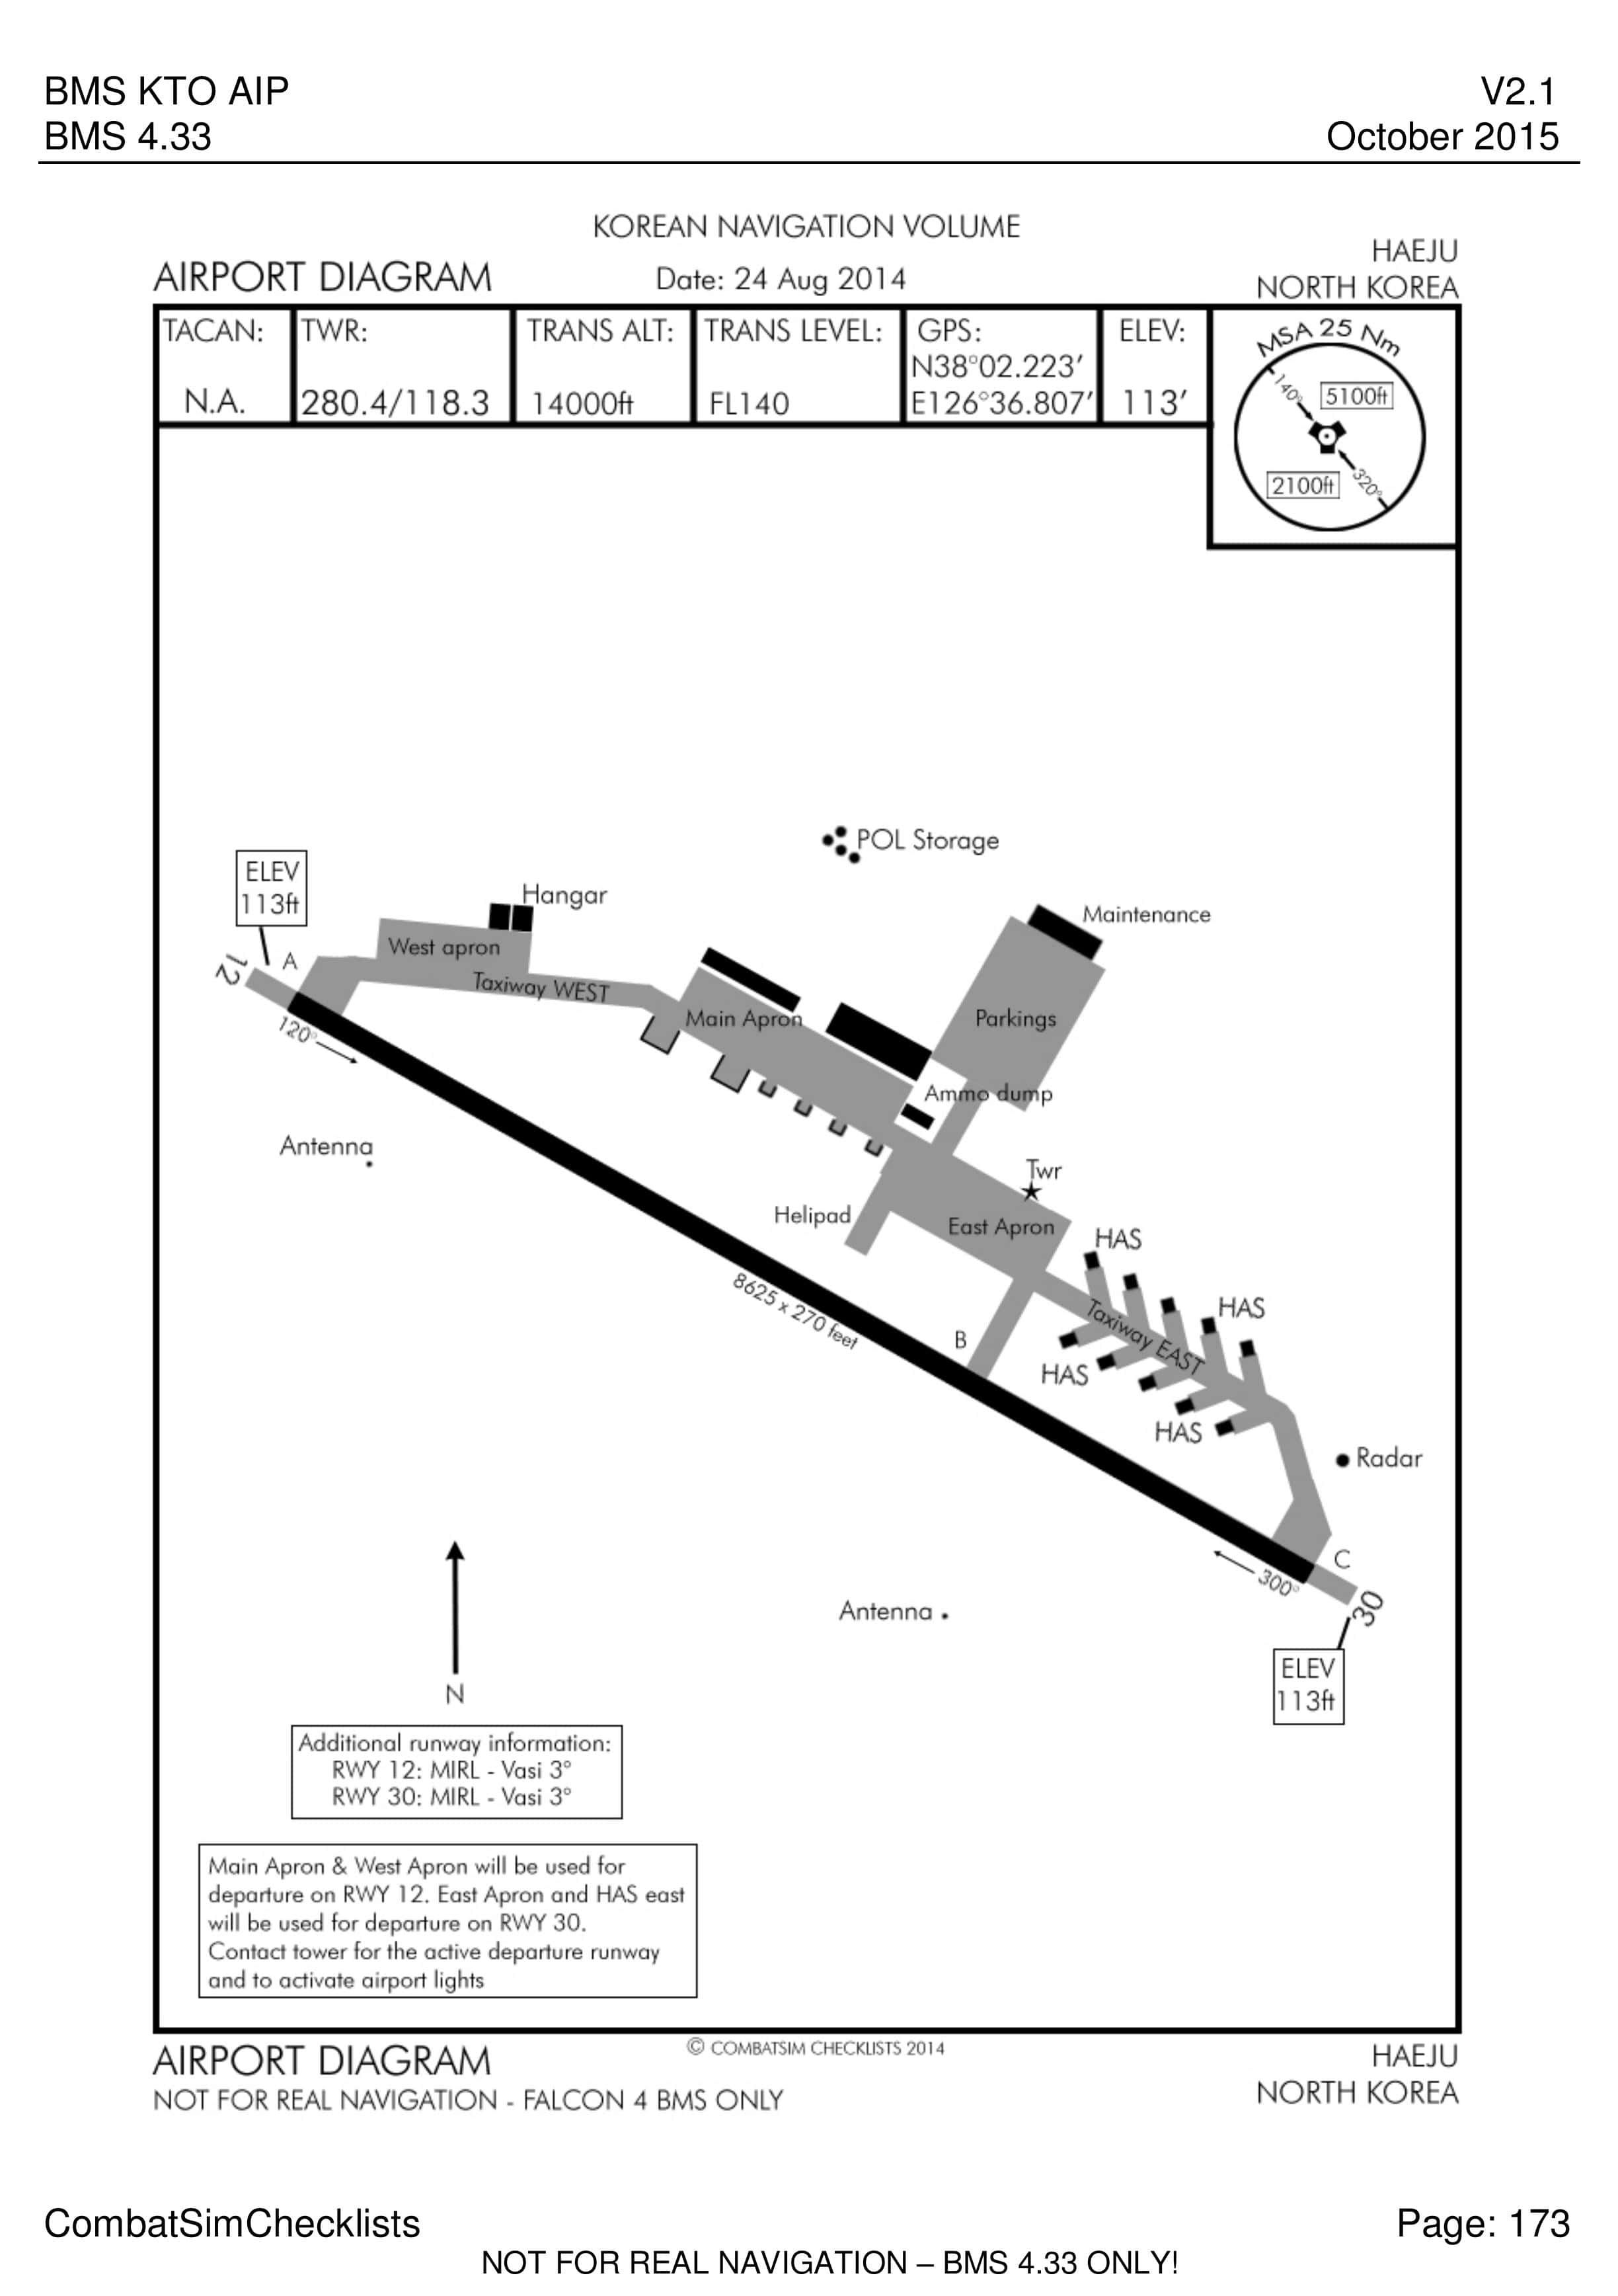 BMS KTO AIP
V2.1
BMS 4.33
October 2015
KOREAN NAVIGATION VOLUME
HAEJU
AIRPORT DIAGRAM
Date: 24 Aug 2014
NORTH KOREA
TACAN:
N.A.
TWR:
280.4/118.3
TRANS ALT:
14000ft
TRANS LEVEL:
FL140
GPS:
N38°02.223’
E126°36.807’
ELEV:
113’
MSA 25 Nm
140°
5100ft
2100ft
320°
POL Storage
ELEV
113ft
Hangar
Maintenance
West apron
A
12
Taxiway WEST
Main Apron
Parkings
120°
Ammo dump
Antenna
Twr
Helipad
East Apron
HAS
8625 x 270 feet
HAS
Taxiway EAST
B
HAS
HAS
Radar
C
300°
30
Antenna
ELEV
113ft
N
Additional runway information:
RWY 12: MIRL - Vasi 3°
RWY 30: MIRL - Vasi 3°
Main Apron & West Apron will be used for
departure on RWY 12. East Apron and HAS east
will be used for departure on RWY 30.
Contact tower for the active departure runway
and to activate airport lights
© COMBATSIM CHECKLISTS 2014
AIRPORT DIAGRAM
HAEJU
NOT FOR REAL NAVIGATION - FALCON 4 BMS ONLY
NORTH KOREA
CombatSimChecklists
Page: 173
NOT FOR REAL NAVIGATION – BMS 4.33 ONLY!